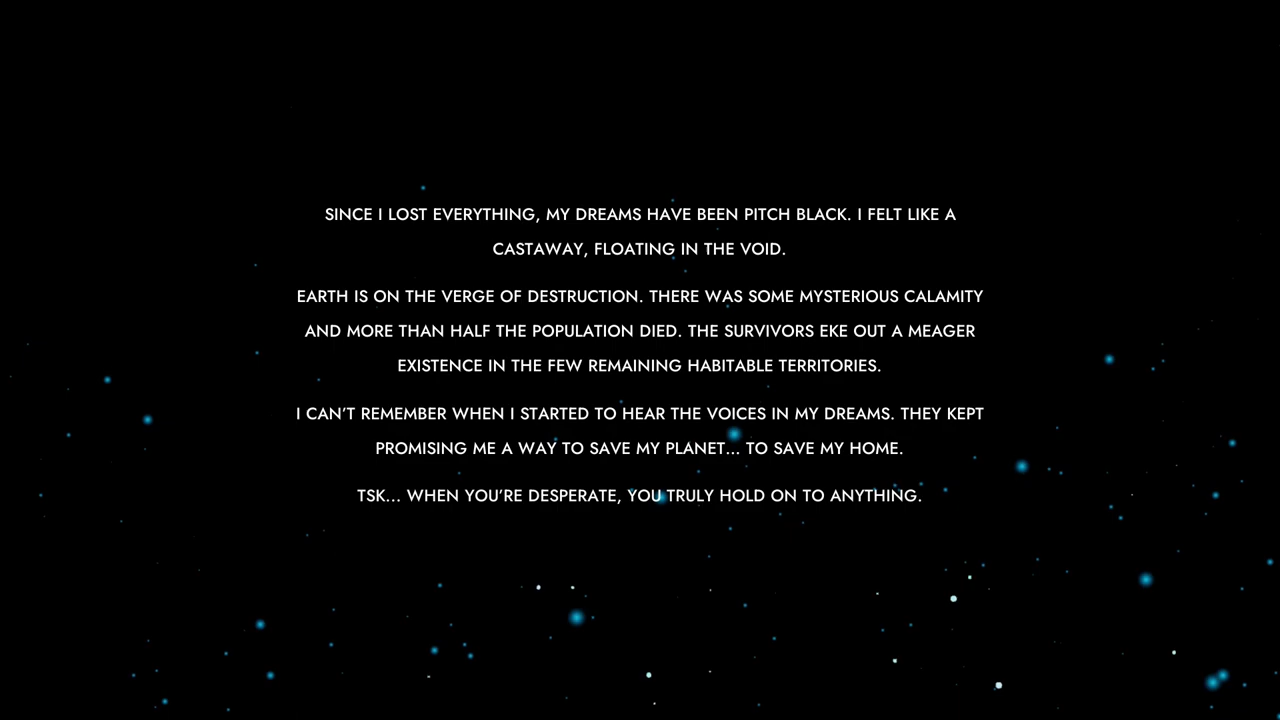 SINCE I LOST EVERYTHING, MY DREAMS HAVE BEEN PITCH BLACK. I FELT LIKE A
CASTAWAY, FLOATING IN THE VOID.
EARTH IS ON THE VERGE OF DESTRUCTION. THERE WAS SOME MYSTERIOUS CALAMITY
AND MORE THAN HALF THE POPULATION DIED. THE SURVIVORS EKE OUT A MEAGER
EXISTENCE IN THE FEW REMAINING HABITABLE TERRITORIES.
I CAN’T REMEMBER WHEN I STARTED TO HEAR THE VOICES IN MY DREAMS. THEY KEPT
PROMISING ME A WAY TO SAVE MY PLANET... TO SAVE MY HOME.
TSK... WHEN YOU’RE DESPERATE, YOU TRULY HOLD ON TO ANYTHING.